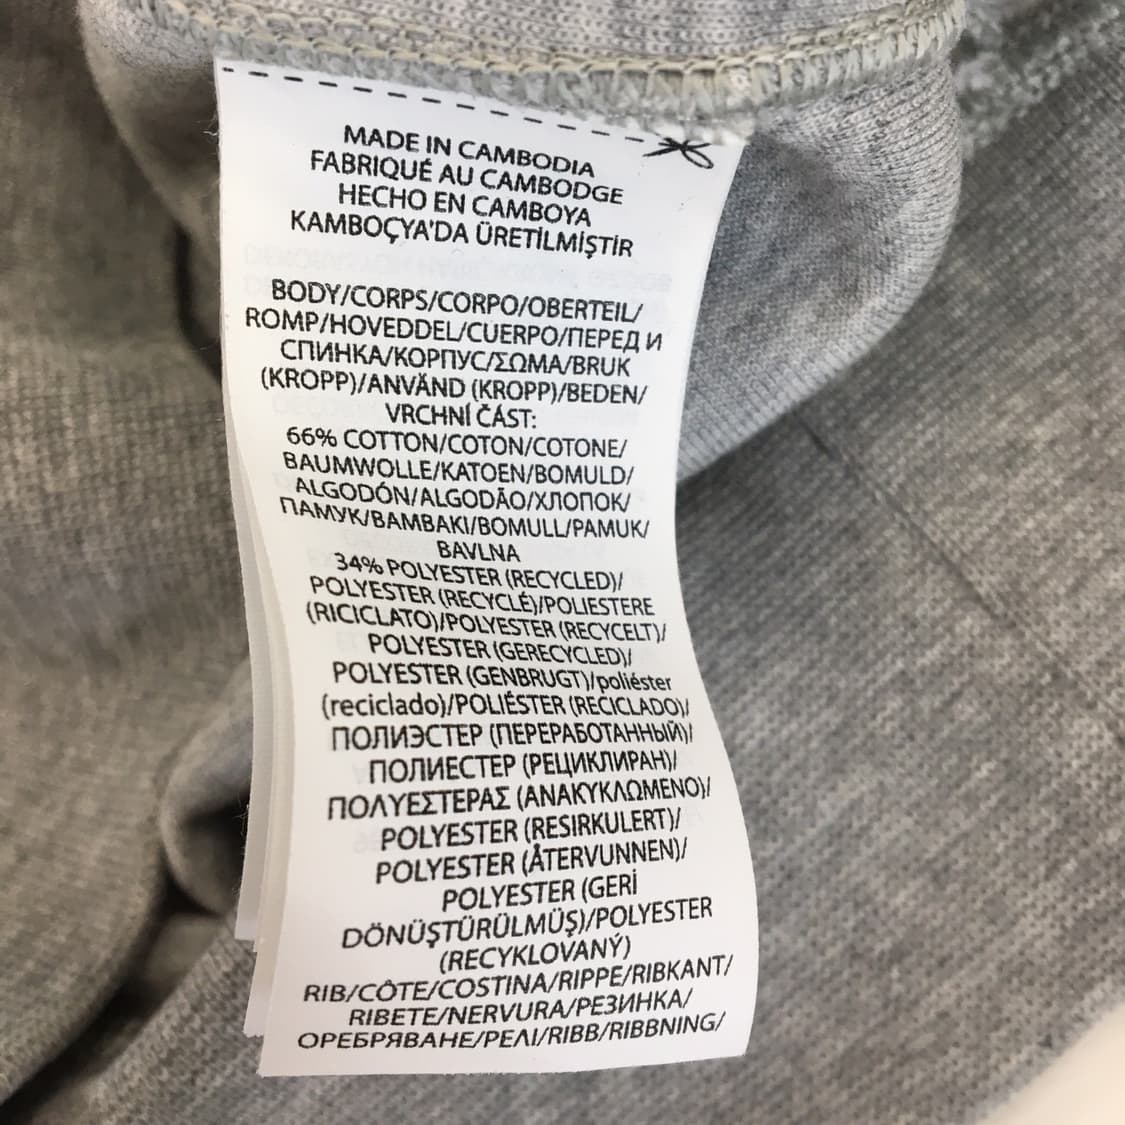 MADE IN CAMBODIA
FABRIQUÉ AU CAMBODGE
HECHO EN CAMBOYA
KAMBOÇYA'DA ÜRETİLMİŞTİR
BODY/CORPS/CORPO/OBERTEIL/
ROMP/HOVEDDEL/CUERPO/ПЕРЕД И
СПИНКА/КОРПУС/ΣΩΜΑ/BRUK
(KROPP)/ANVÄND (KROPP)/BEDEN/
VRCHNÍ ČÁST:
66% COTTON/COTON/COTONE/
BAUMWOLLE/KATOEN/BOMULD/
ALGODÓN/ALGODÃO/ХЛОПОК/
ПАМУК/ΒΑΜΒΑΚΙ/BOMULL/PAMUK/
BAVLNA
34% POLYESTER (RECYCLED)/
POLYESTER (RECYCLÉ)/POLIESTERE
(RICICLATO)/POLYESTER (RECYCELT)/
POLYESTER (GERECYCLED)/
POLYESTER (GENBRUGT)/poliéster
(reciclado)/POLIÉSTER (RECICLADO)/
ПОЛИЭСТЕР (ПЕРЕРАБОТАННЫЙ)/
ПОЛИЕСТЕР (РЕЦИКЛИРАН)/
ΠΟΛΥΕΣΤΕΡΑΣ (ΑΝΑΚΥΚΛΩΜΕΝΟ)/
POLYESTER (RESIRKULERT)/
POLYESTER (ÅTERVUNNEN)/
POLYESTER (GERİ
DÖNÜŞTÜRÜLMÜŞ)/POLYESTER
(RECYKLOVANÝ)
RIB/CÔTE/COSTINA/RIPPE/RIBKANT/
RIBETE/NERVURA/РЕЗИНКА/
ОРЕБРЯВАНЕ/ΡΕΛΙ/RIBB/RIBBNING/